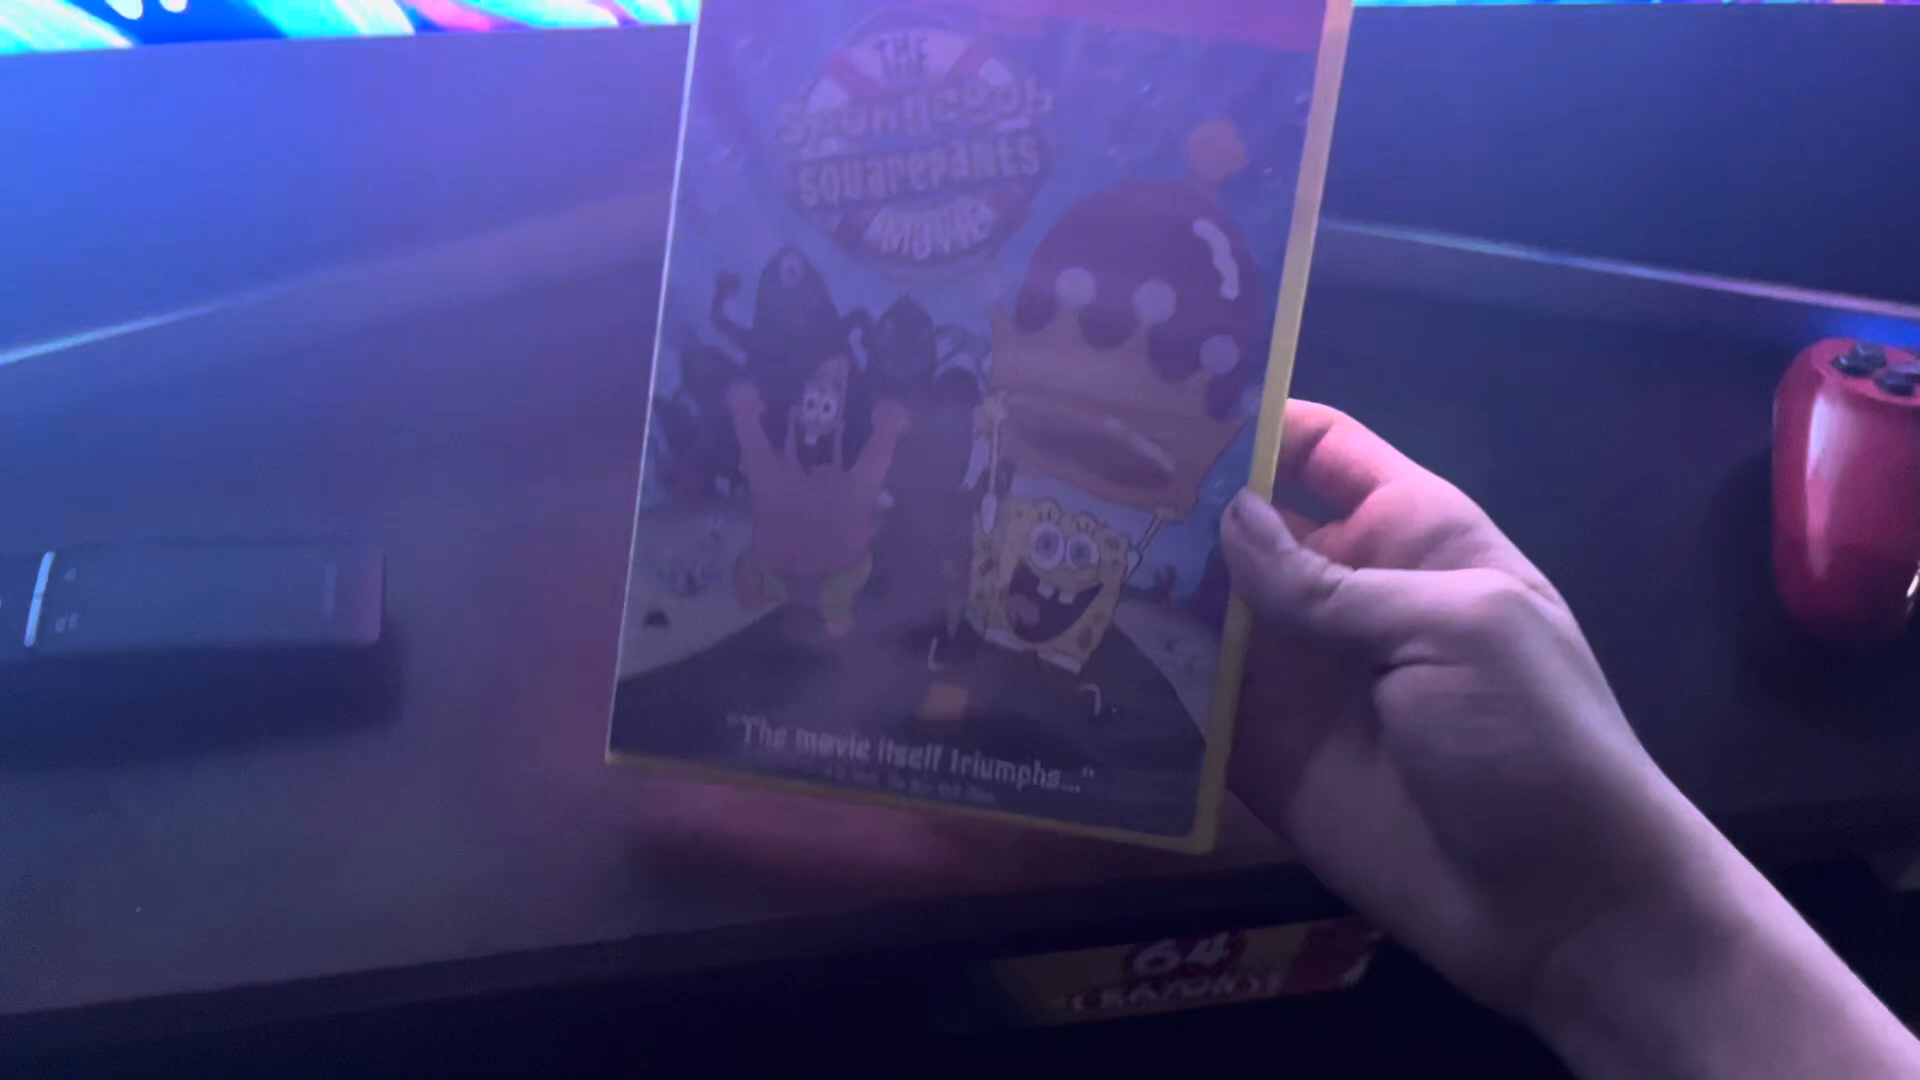 THE
SPONGEBOB
SQUAREPANTS
MOVIE
"The movie itself triumphs..."
64
CRAYONS